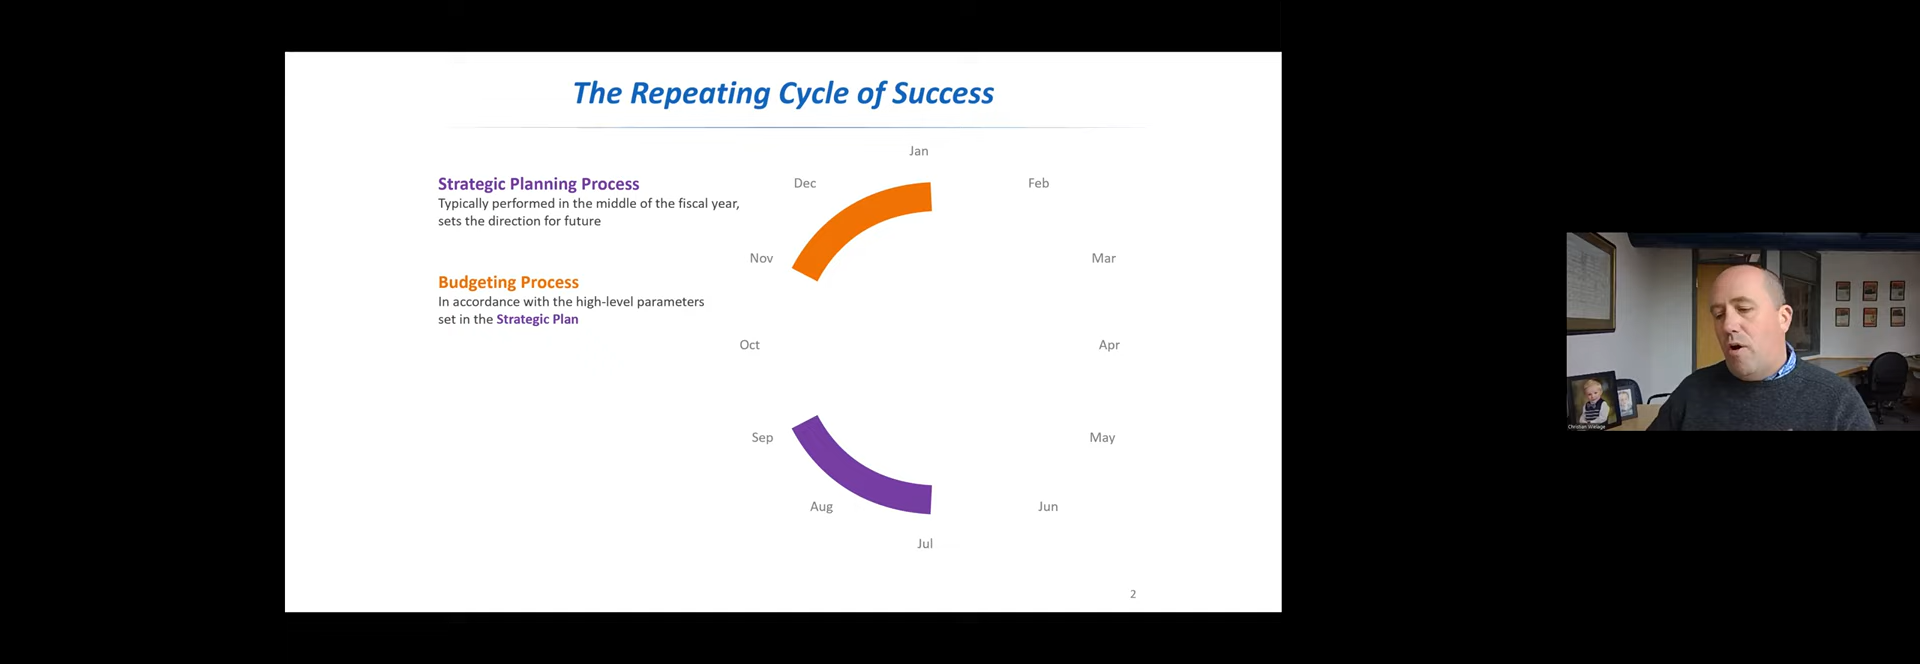 The Repeating Cycle of Success
Strategic Planning Process
Typically performed in the middle of the fiscal year,
sets the direction for future
Budgeting Process
In accordance with the high-level parameters
set in the Strategic Plan
Jan
Feb
Mar
Apr
May
Jun
Jul
Aug
Sep
Oct
Nov
Dec
2
Christian Wielage